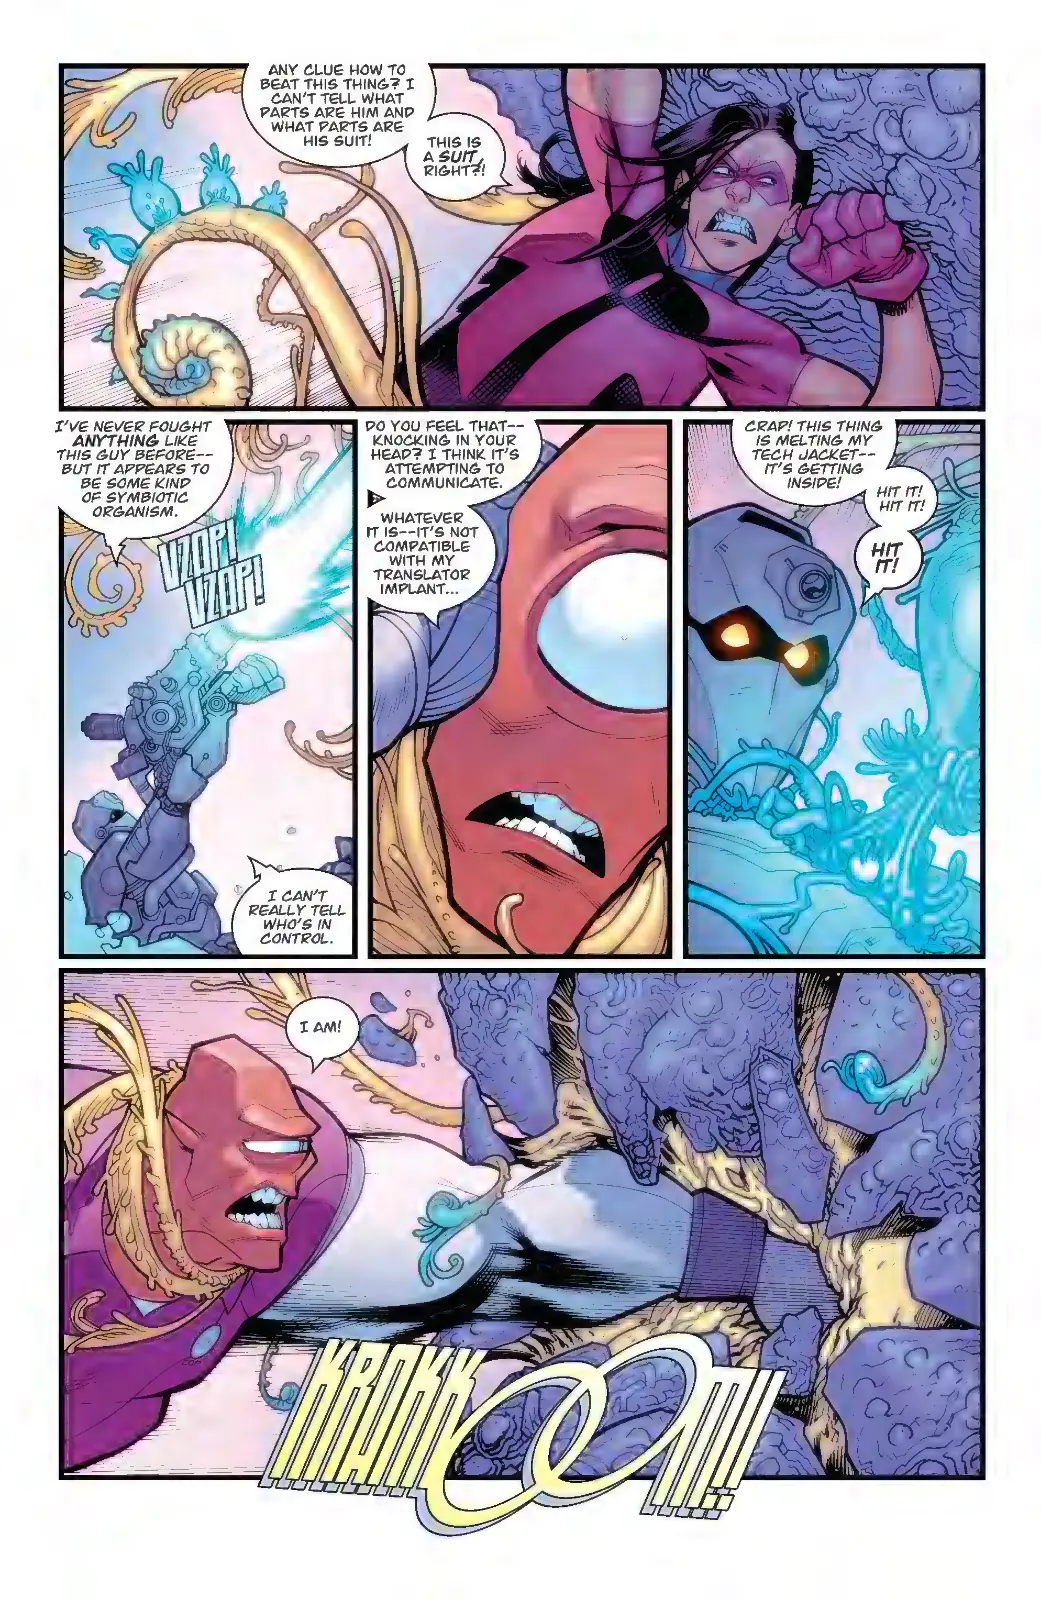 ANY CLUE HOW TO
BEAT THIS THING? I
CAN'T TELL WHAT
PARTS ARE HIM AND
WHAT PARTS ARE
HIS SUIT!
THIS IS
A SUIT,
RIGHT?!
I'VE NEVER FOUGHT
ANYTHING LIKE
THIS GUY BEFORE--
BUT IT APPEARS TO
BE SOME KIND
OF SYMBIOTIC
ORGANISM.
VZAP!
VZAP!
I CAN'T
REALLY TELL
WHO'S IN
CONTROL.
DO YOU FEEL THAT--
KNOCKING IN YOUR
HEAD? I THINK IT'S
ATTEMPTING TO
COMMUNICATE.
WHATEVER
IT IS--IT'S NOT
COMPATIBLE
WITH MY
TRANSLATOR
IMPLANT...
CRAP! THIS THING
IS MELTING MY
TECH JACKET--
IT'S GETTING
INSIDE!
HIT IT!
HIT IT!
HIT
IT!
I AM!
KRAKKOOM!!